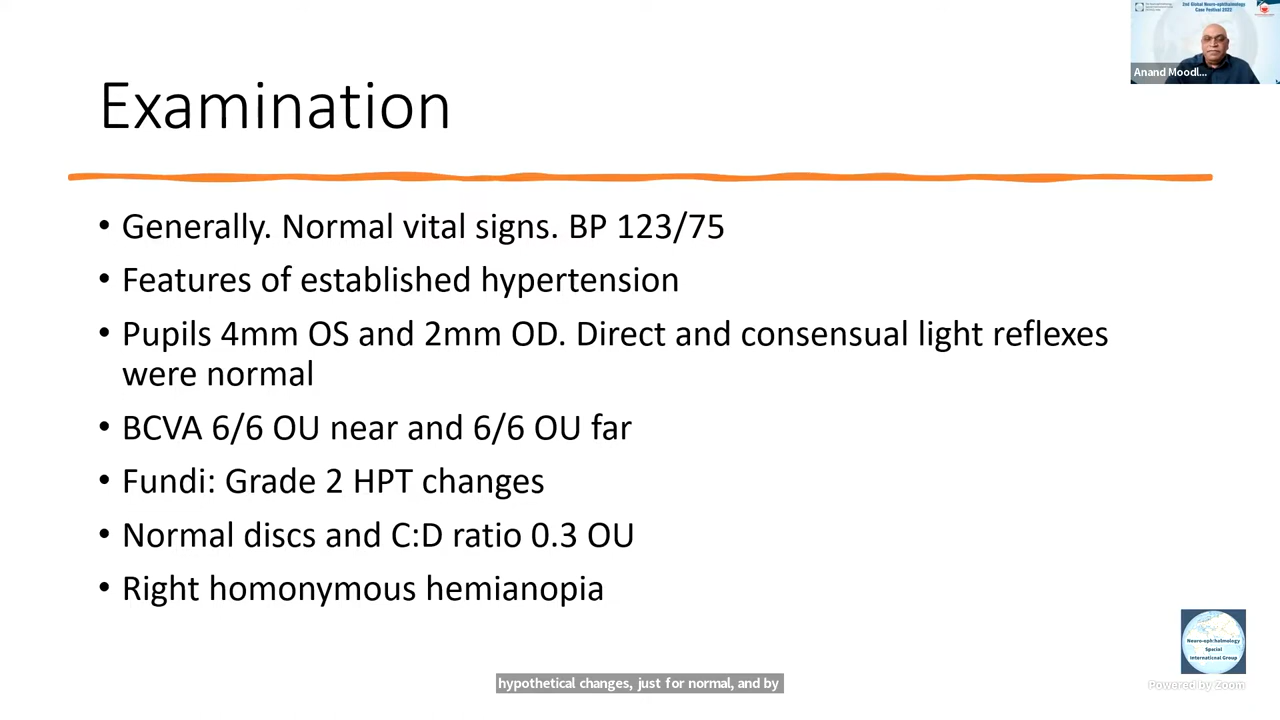 2nd Global Neuro-ophthalmology
Case Festival 2022
Anand Moodl...
Examination
• Generally. Normal vital signs. BP 123/75
• Features of established hypertension
• Pupils 4mm OS and 2mm OD. Direct and consensual light reflexes
were normal
• BCVA 6/6 OU near and 6/6 OU far
• Fundi: Grade 2 HPT changes
• Normal discs and C:D ratio 0.3 OU
• Right homonymous hemianopia
Neuro-ophthalmology
Special
International Group
hypothetical changes, just for normal, and by
Powered by Zoom